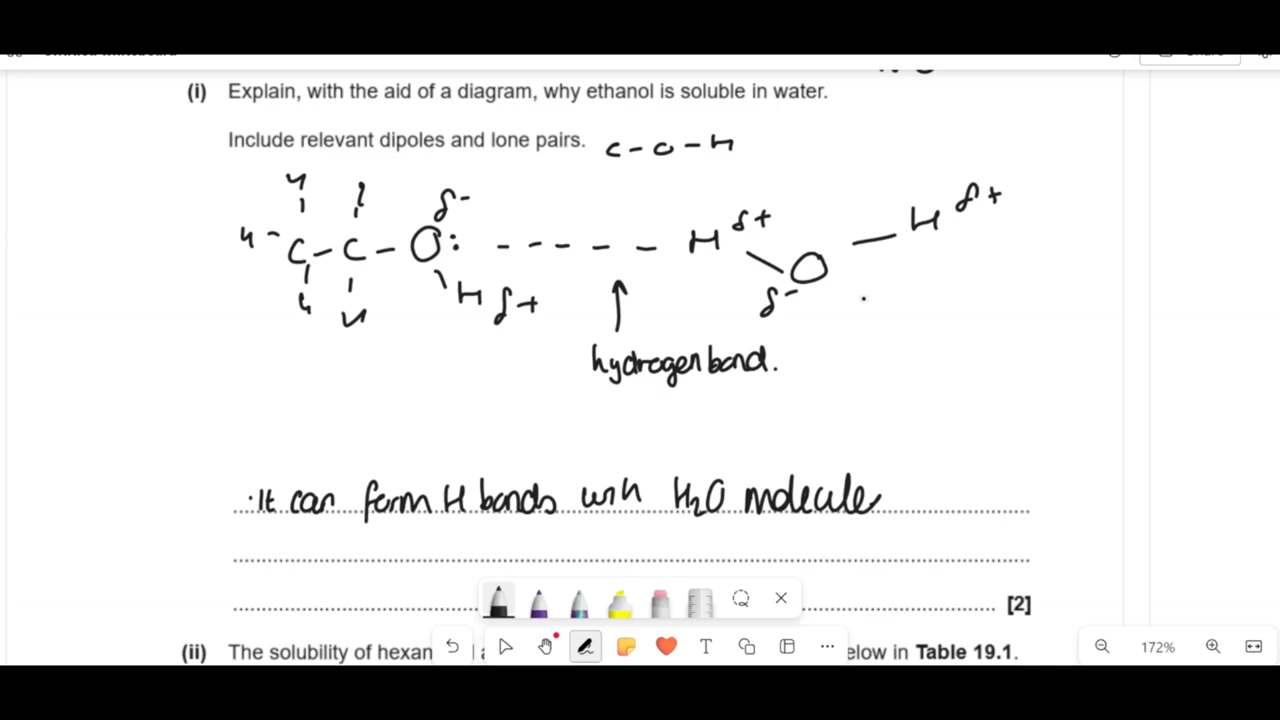 (i) Explain, with the aid of a diagram, why ethanol is soluble in water.
Include relevant dipoles and lone pairs. C - O - H
H δ- δ+ H δ+
H - C - C - O: - - - - - H O
H H H δ+ δ-
hydrogen bond.
·It can form H bonds with H2O molecule
[2]
(ii) The solubility of hexan elow in Table 19.1.
172%